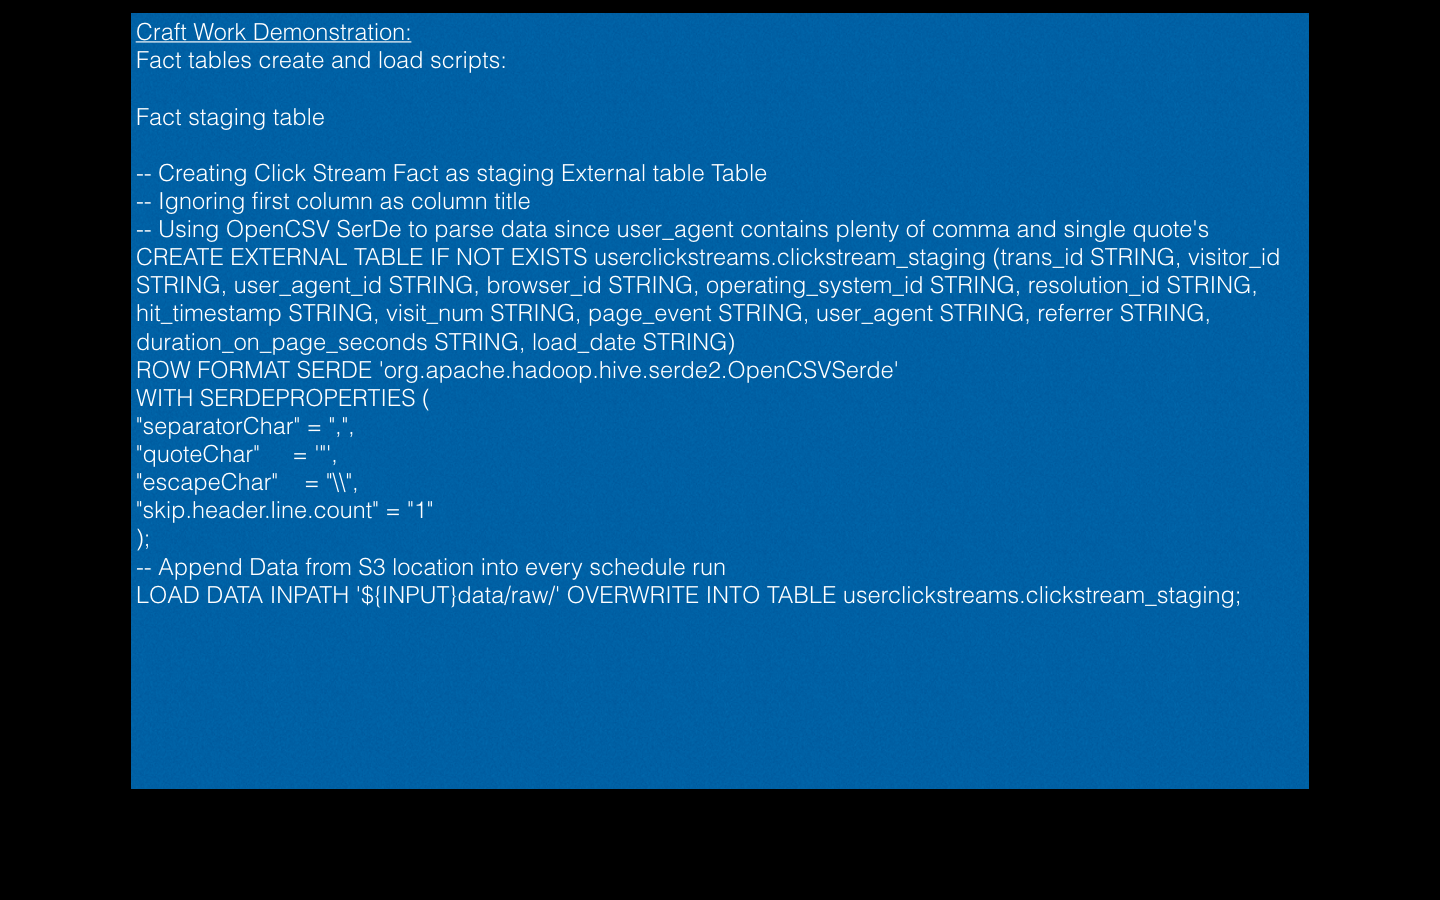 Craft Work Demonstration:
Fact tables create and load scripts:
Fact staging table
-- Creating Click Stream Fact as staging External table Table
-- Ignoring first column as column title
-- Using OpenCSV SerDe to parse data since user_agent contains plenty of comma and single quote's
CREATE EXTERNAL TABLE IF NOT EXISTS userclickstreams.clickstream_staging (trans_id STRING, visitor_id
STRING, user_agent_id STRING, browser_id STRING, operating_system_id STRING, resolution_id STRING,
hit_timestamp STRING, visit_num STRING, page_event STRING, user_agent STRING, referrer STRING,
duration_on_page_seconds STRING, load_date STRING)
ROW FORMAT SERDE 'org.apache.hadoop.hive.serde2.OpenCSVSerde'
WITH SERDEPROPERTIES (
"separatorChar" = ",",
"quoteChar"     = '"',
"escapeChar"    = "\\",
"skip.header.line.count" = "1"
);
-- Append Data from S3 location into every schedule run
LOAD DATA INPATH '${INPUT}data/raw/' OVERWRITE INTO TABLE userclickstreams.clickstream_staging;